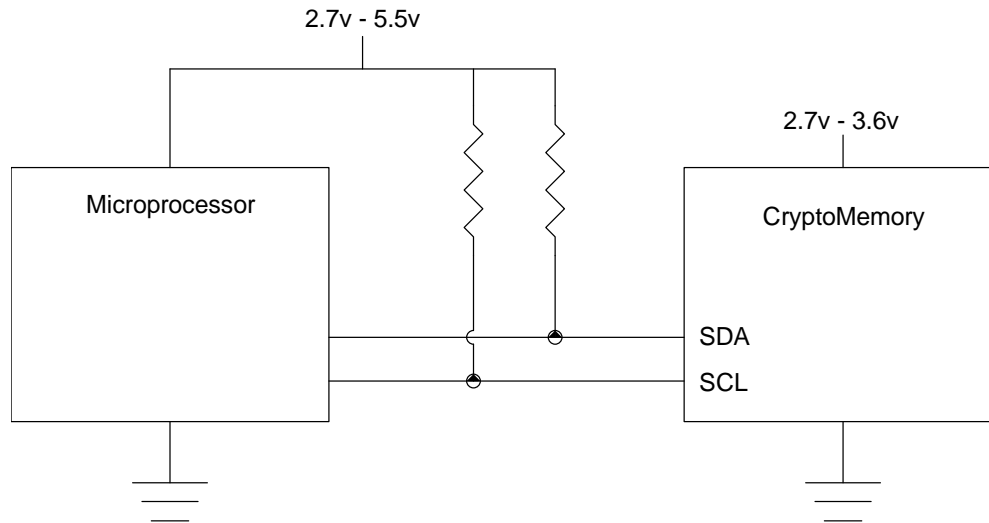 2.7v - 5.5v
2.7v - 3.6v
Microprocessor
CryptoMemory
SDA
SCL